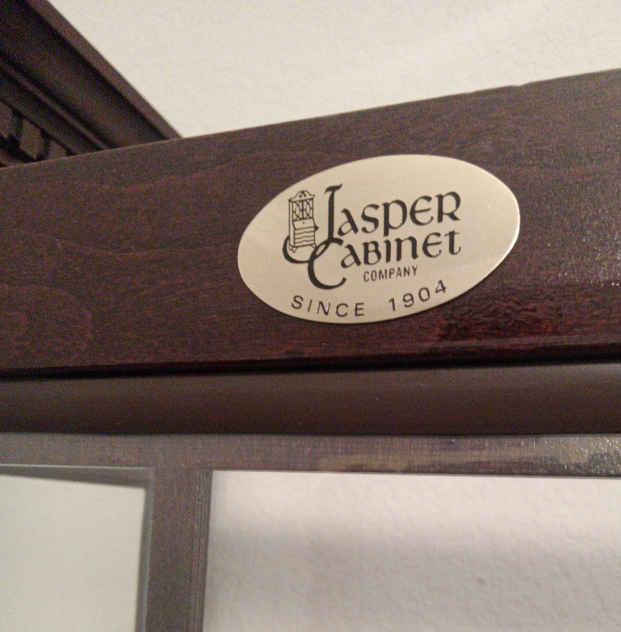 Jasper
Cabinet
COMPANY
SINCE 1904